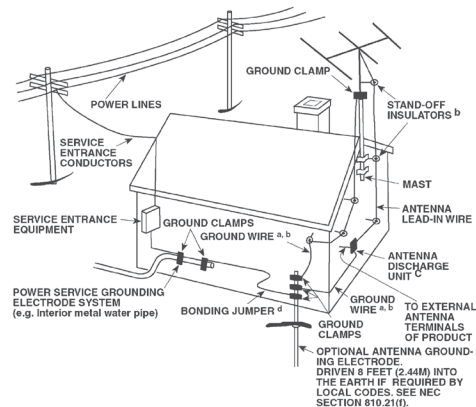 GROUND CLAMP
POWER LINES
STAND-OFF
INSULATORS b
SERVICE
ENTRANCE
CONDUCTORS
MAST
ANTENNA
LEAD-IN WIRE
SERVICE ENTRANCE
EQUIPMENT
GROUND CLAMPS
GROUND WIRE a, b
ANTENNA
DISCHARGE
UNIT C
POWER SERVICE GROUNDING
ELECTRODE SYSTEM
(e.g. Interior metal water pipe)
BONDING JUMPER d
GROUND
WIRE a, b
TO EXTERNAL
ANTENNA
TERMINALS
OF PRODUCT
GROUND
CLAMPS
OPTIONAL ANTENNA GROUND-
ING ELECTRODE.
DRIVEN 8 FEET (2.44M) INTO
THE EARTH IF REQUIRED BY
LOCAL CODES. SEE NEC
SECTION 810.21(f).